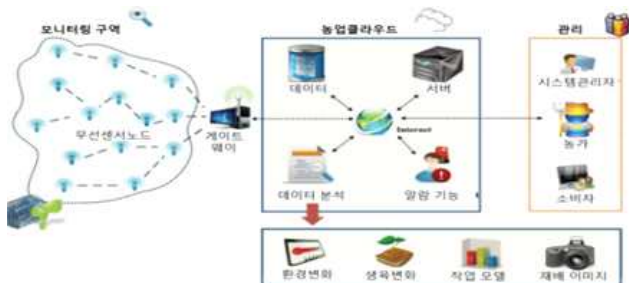 모니터링 구역
농업클라우드
관리
데이터
서버
시스템관리자
무선센서노드
게이트
웨이
Internet
농가
데이터 분석
알람 기능
소비자
환경변화
생육변화
작업 모델
재배 이미지